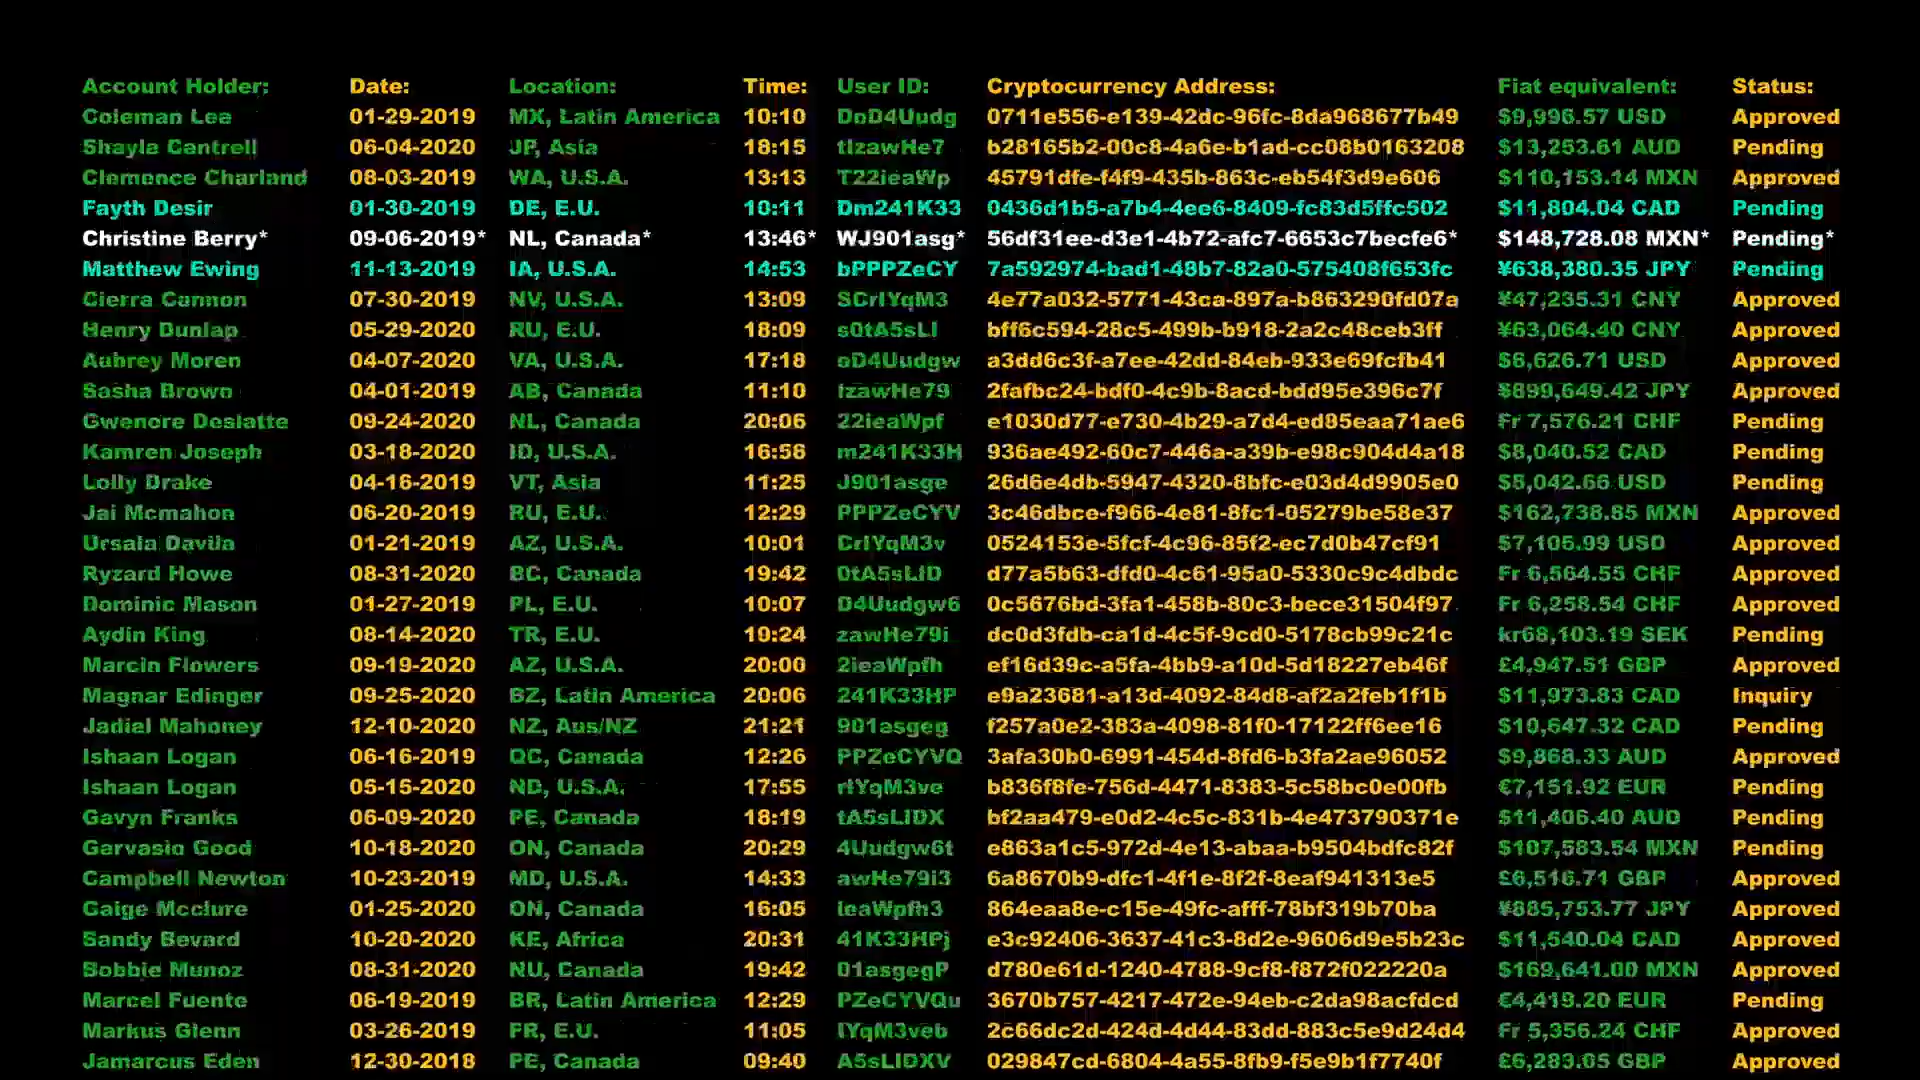 Account Holder: Date: Location: Time: User ID: Cryptocurrency Address: Fiat equivalent: Status:
Coleman Lee 01-29-2019 MX, Latin America 10:10 DoD4Uudg 0711e556-e139-42dc-96fc-8da968677b49 $9,996.57 USD Approved
Shayla Cantrell 06-04-2020 JP, Asia 18:15 tIzawHe7 b28165b2-00c8-4a6e-b1ad-cc08b0163208 $13,253.61 AUD Pending
Clemence Charland 08-03-2019 WA, U.S.A. 13:13 T22ieaWp 45791dfe-f4f9-435b-863c-eb54f3d9e606 $110,153.14 MXN Approved
Fayth Desir 01-30-2019 DE, E.U. 10:11 Dm241K33 0436d1b5-a7b4-4ee6-8409-fc83d5ffc502 $11,804.04 CAD Pending
Christine Berry* 09-06-2019* NL, Canada* 13:46* WJ901asg* 56df31ee-d3e1-4b72-afc7-6653c7becfe6* $148,728.08 MXN* Pending*
Matthew Ewing 11-13-2019 IA, U.S.A. 14:53 bPPPZeCY 7a592974-bad1-48b7-82a0-575408f653fc ¥638,380.35 JPY Pending
Cierra Cannon 07-30-2019 NV, U.S.A. 13:09 SCrIYqM3 4e77a032-5771-43ca-897a-b863290fd07a ¥47,235.31 CNY Approved
Henry Dunlap 05-29-2020 RU, E.U. 18:09 s0tA5sLI bff6c594-28c5-499b-b918-2a2c48ceb3ff ¥63,064.40 CNY Approved
Aubrey Moren 04-07-2020 VA, U.S.A. 17:18 oD4Uudgw a3dd6c3f-a7ee-42dd-84eb-933e69fcfb41 $6,626.71 USD Approved
Sasha Brown 04-01-2019 AB, Canada 11:10 IzawHe79 2fafbc24-bdf0-4c9b-8acd-bdd95e396c7f ¥899,649.42 JPY Approved
Gwenore Deslatte 09-24-2020 NL, Canada 20:06 22ieaWpf e1030d77-e730-4b29-a7d4-ed85eaa71ae6 Fr 7,576.21 CHF Pending
Kamren Joseph 03-18-2020 ID, U.S.A. 16:58 m241K33H 936ae492-60c7-446a-a39b-e98c904d4a18 $8,040.52 CAD Pending
Lolly Drake 04-16-2019 VT, Asia 11:25 J901asge 26d6e4db-5947-4320-8bfc-e03d4d9905e0 $5,042.66 USD Pending
Jai Mcmahon 06-20-2019 RU, E.U. 12:29 PPPZeCYV 3c46dbce-f966-4e81-8fc1-05279be58e37 $162,738.85 MXN Approved
Ursala Davila 01-21-2019 AZ, U.S.A. 10:01 CrIYqM3v 0524153e-5fcf-4c96-85f2-ec7d0b47cf91 $7,106.99 USD Approved
Ryzard Howe 08-31-2020 BC, Canada 19:42 0tA5sLID d77a5b63-dfd0-4c61-95a0-5330c9c4dbdc Fr 6,564.55 CHF Approved
Dominic Mason 01-27-2019 PL, E.U. 10:07 D4Uudgw6 0c5676bd-3fa1-458b-80c3-bece31504f97 Fr 6,258.54 CHF Approved
Aydin King 08-14-2020 TR, E.U. 19:24 zawHe79i dc0d3fdb-ca1d-4c5f-9cd0-5178cb99c21c kr68,103.19 SEK Pending
Marcin Flowers 09-19-2020 AZ, U.S.A. 20:00 2ieaWpfh ef16d39c-a5fa-4bb9-a10d-5d18227eb46f £4,947.51 GBP Approved
Magnar Edinger 09-25-2020 BZ, Latin America 20:06 241K33HP e9a23681-a13d-4092-84d8-af2a2feb1f1b $11,973.83 CAD Inquiry
Jadiel Mahoney 12-10-2020 NZ, Aus/NZ 21:21 901asgeg f257a0e2-383a-4098-81f0-17122ff6ee16 $10,647.32 CAD Pending
Ishaan Logan 06-16-2019 QC, Canada 12:26 PPZeCYVQ 3afa30b0-6991-454d-8fd6-b3fa2ae96052 $9,868.33 AUD Approved
Ishaan Logan 05-15-2020 ND, U.S.A. 17:55 rIYqM3ve b836f8fe-756d-4471-8383-5c58bc0e00fb €7,151.92 EUR Pending
Gavyn Franks 06-09-2020 PE, Canada 18:19 tA5sLIDX bf2aa479-e0d2-4c5c-831b-4e473790371e $11,406.40 AUD Pending
Garvasio Good 10-18-2020 ON, Canada 20:29 4Uudgw6t e863a1c5-972d-4e13-abaa-b9504bdfc82f $107,583.54 MXN Pending
Campbell Newton 10-23-2019 MD, U.S.A. 14:33 awHe79i3 6a8670b9-dfc1-4f1e-8f2f-8eaf941313e5 £6,516.71 GBP Approved
Gaige Mcclure 01-25-2020 ON, Canada 16:05 ieaWpfh3 864eaa8e-c15e-49fc-afff-78bf319b70ba ¥885,753.77 JPY Approved
Sandy Bevard 10-20-2020 KE, Africa 20:31 41K33HPj e3c92406-3637-41c3-8d2e-9606d9e5b23c $11,540.04 CAD Approved
Bobbie Munoz 08-31-2020 NU, Canada 19:42 01asgegP d780e61d-1240-4788-9cf8-f872f022220a $169,641.00 MXN Approved
Marcel Fuente 06-19-2019 BR, Latin America 12:29 PZeCYVQu 3670b757-4217-472e-94eb-c2da98acfdcd €4,419.20 EUR Pending
Markus Glenn 03-26-2019 FR, E.U. 11:05 IYqM3veb 2c66dc2d-424d-4d44-83dd-883c5e9d24d4 Fr 5,356.24 CHF Approved
Jamarcus Eden 12-30-2018 PE, Canada 09:40 A5sLIDXV 029847cd-6804-4a55-8fb9-f5e9b1f7740f £6,283.05 GBP Approved